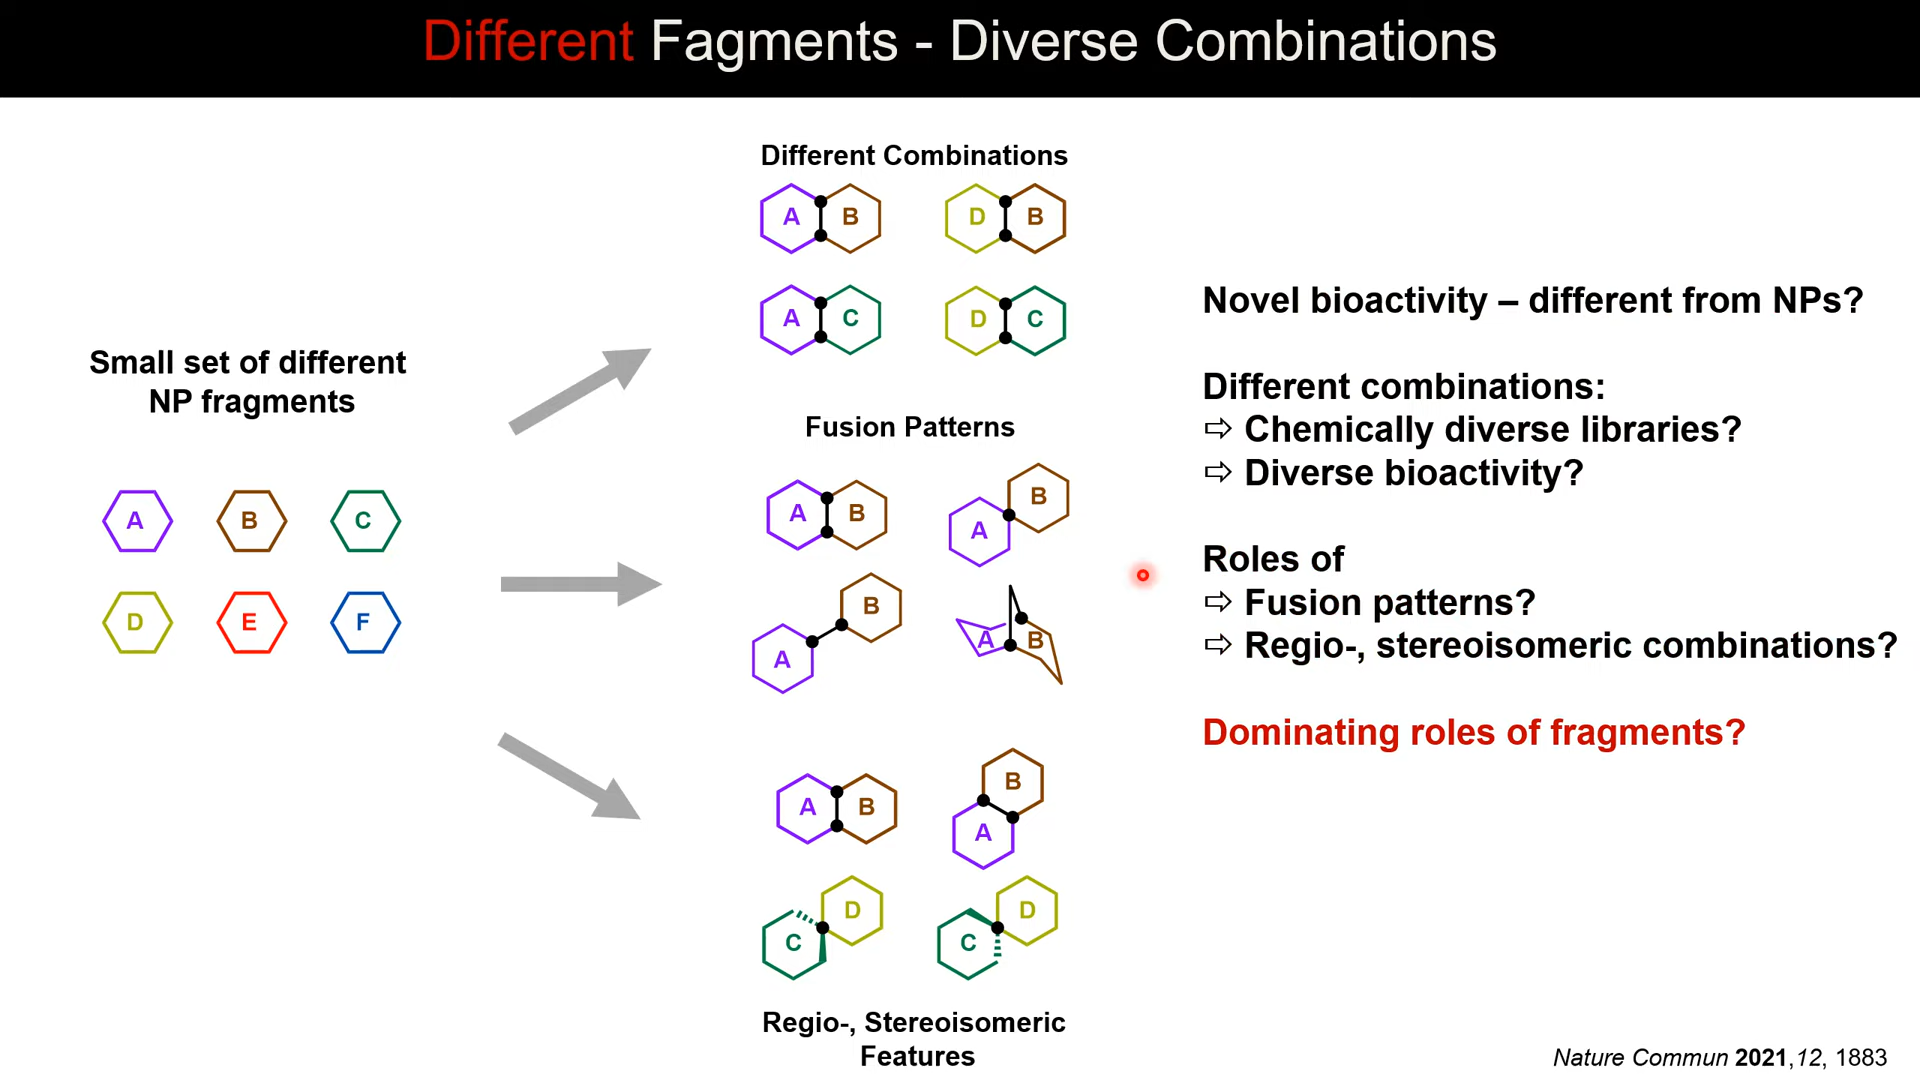 Different Fagments - Diverse Combinations
Small set of different
NP fragments
A B C
D E F
Different Combinations
A B D B
A C D C
Fusion Patterns
A B A B
A B A B
A B A B
C D C D
Regio-, Stereoisomeric
Features
Novel bioactivity – different from NPs?
Different combinations:
⇨ Chemically diverse libraries?
⇨ Diverse bioactivity?
Roles of
⇨ Fusion patterns?
⇨ Regio-, stereoisomeric combinations?
Dominating roles of fragments?
Nature Commun 2021,12, 1883